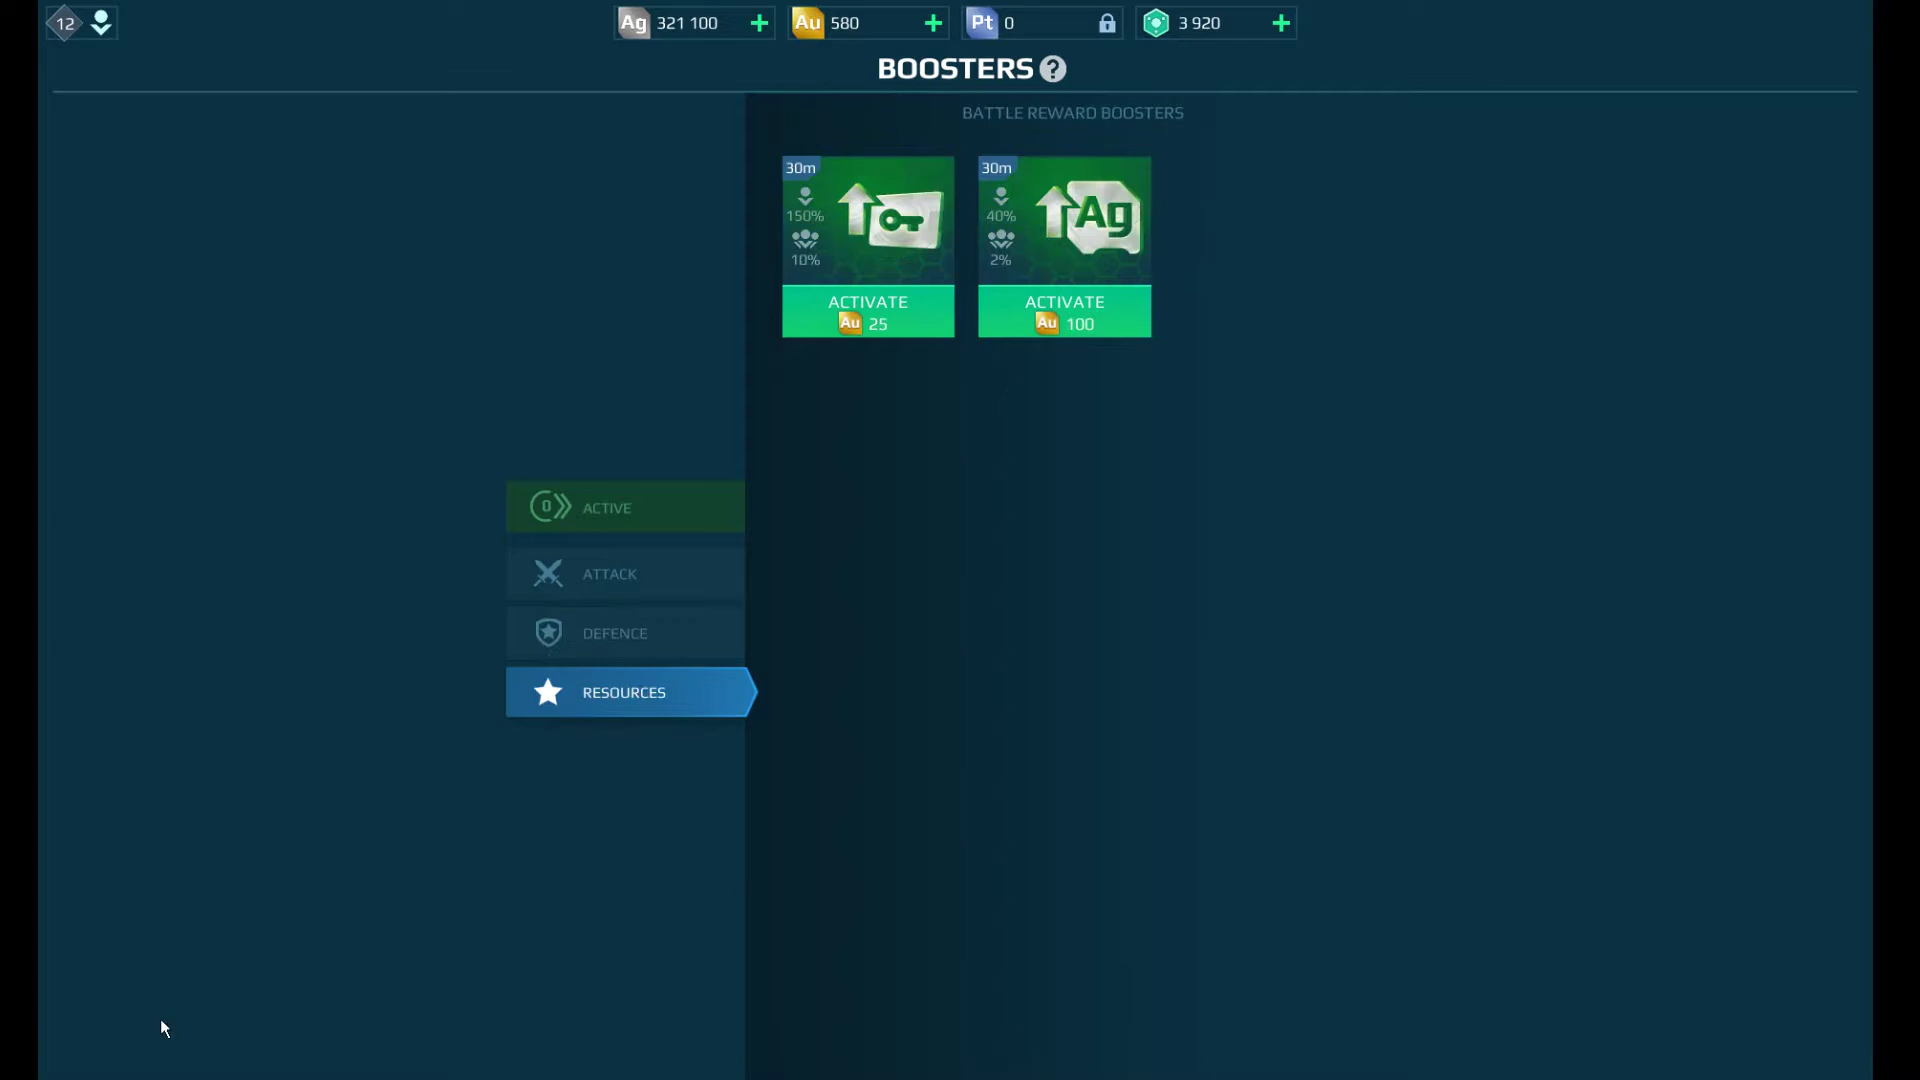 12
Ag 321 100
Au 580
Pt 0
3 920
BOOSTERS ?
BATTLE REWARD BOOSTERS
30m
150%
10%
ACTIVATE
Au 25
30m
40%
2%
Ag
ACTIVATE
Au 100
0 ACTIVE
ATTACK
DEFENCE
RESOURCES